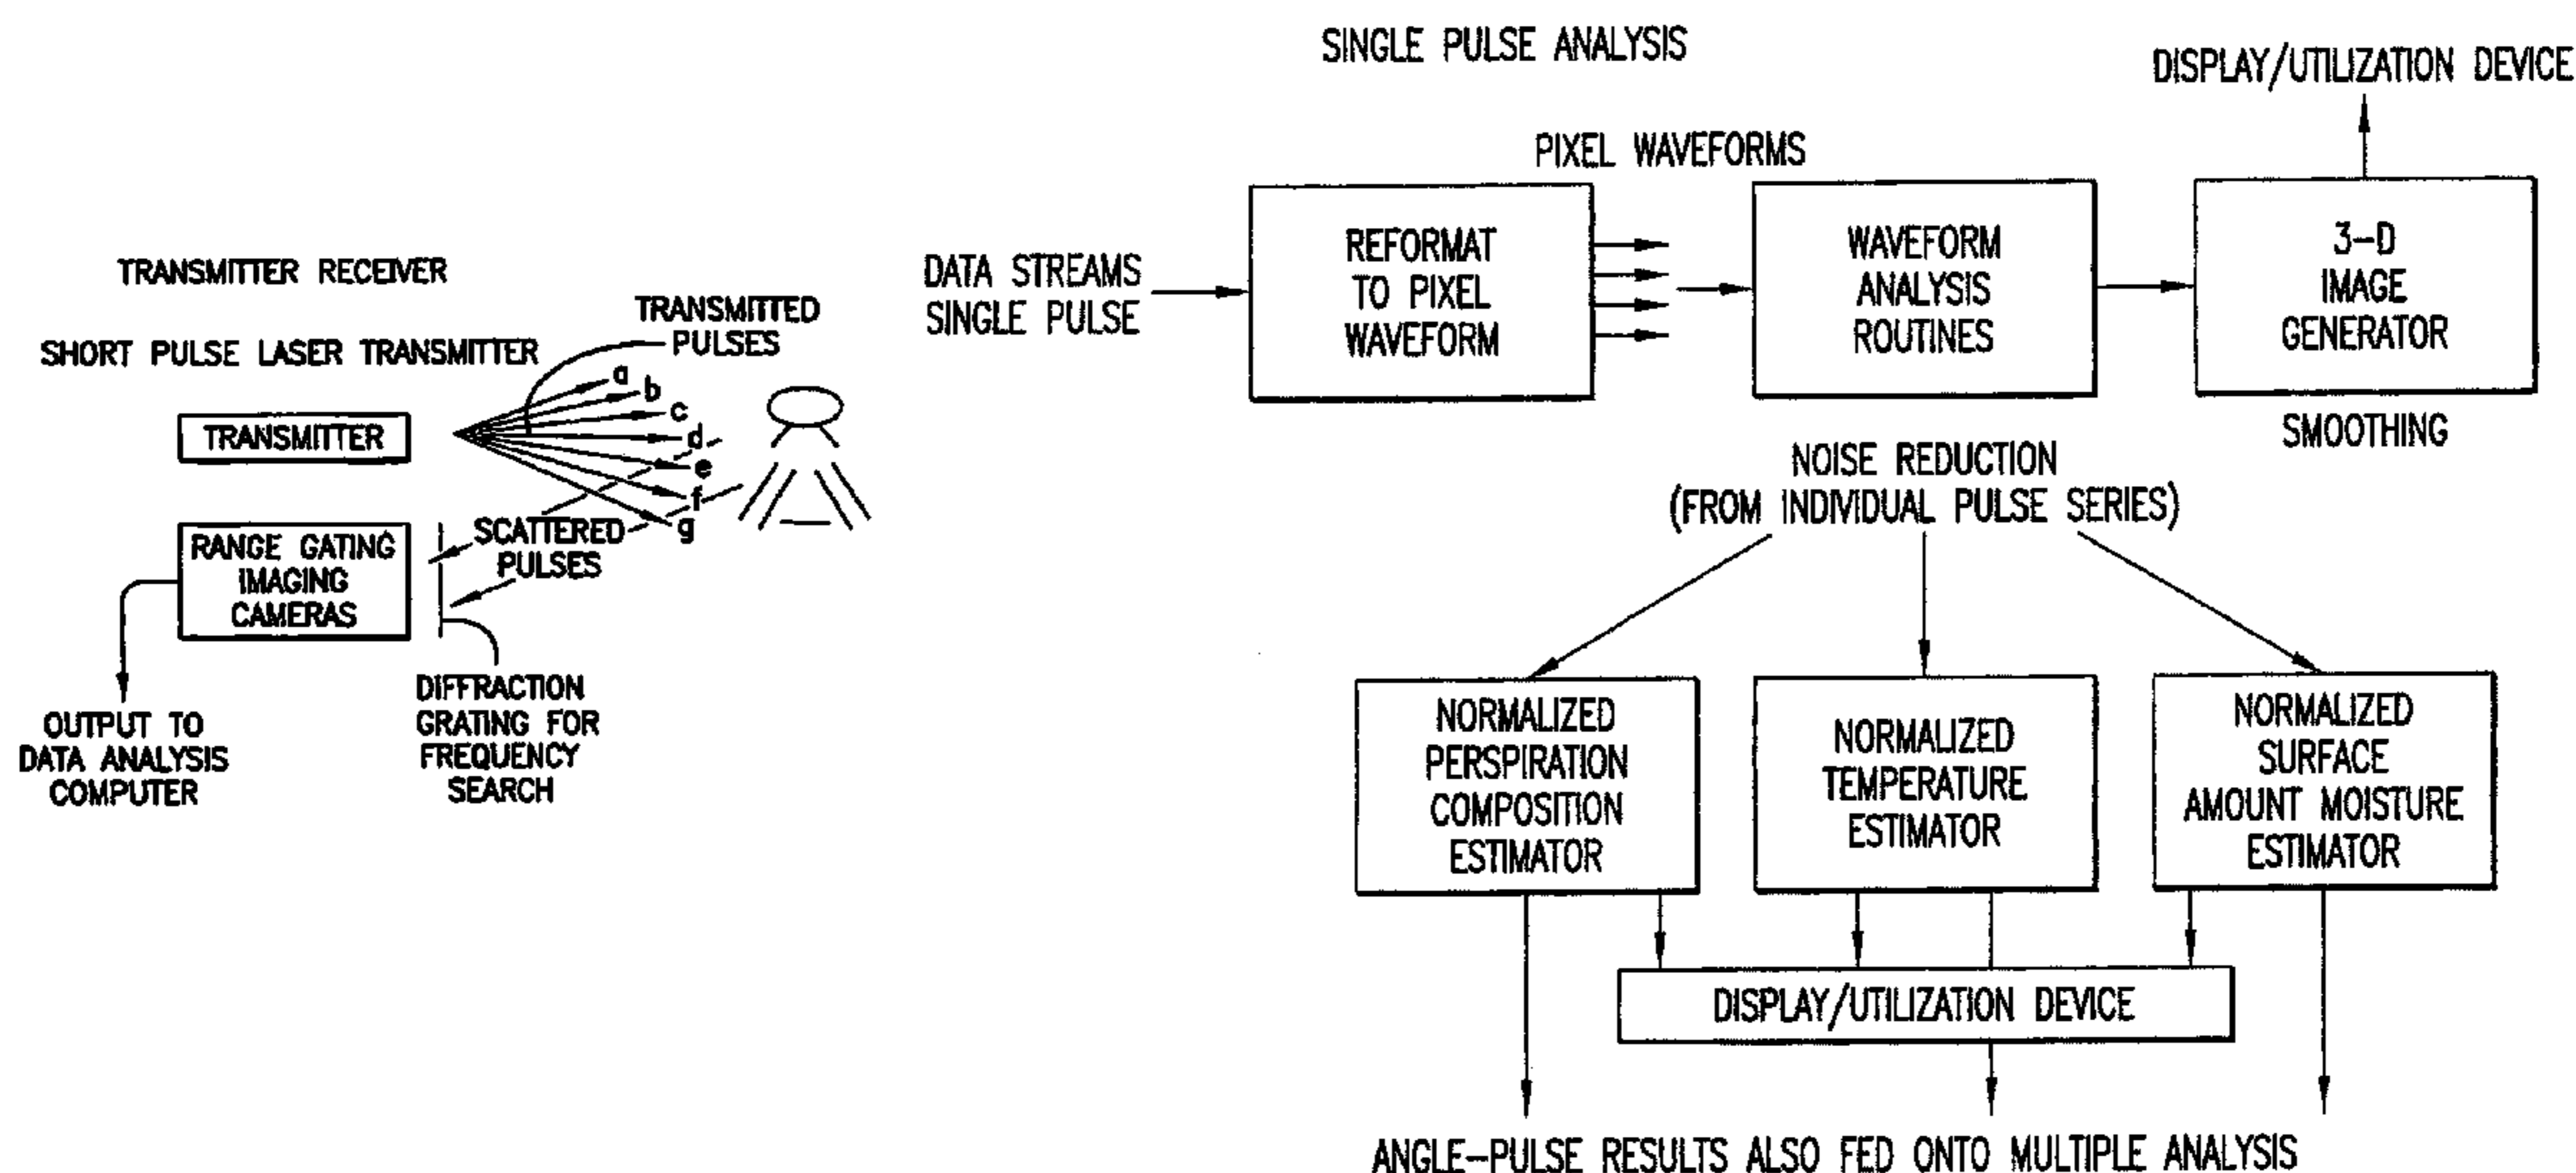 TRANSMITTER RECEIVER
SHORT PULSE LASER TRANSMITTER
TRANSMITTED
PULSES
a
b
c
d
e
f
g
TRANSMITTER
RANGE GATING
IMAGING
CAMERAS
SCATTERED
PULSES
DIFFRACTION
GRATING FOR
FREQUENCY
SEARCH
OUTPUT TO
DATA ANALYSIS
COMPUTER
SINGLE PULSE ANALYSIS
DISPLAY/UTILIZATION DEVICE
PIXEL WAVEFORMS
DATA STREAMS
SINGLE PULSE
REFORMAT
TO PIXEL
WAVEFORM
WAVEFORM
ANALYSIS
ROUTINES
3-D
IMAGE
GENERATOR
SMOOTHING
NOISE REDUCTION
(FROM INDIVIDUAL PULSE SERIES)
NORMALIZED
PERSPIRATION
COMPOSITION
ESTIMATOR
NORMALIZED
TEMPERATURE
ESTIMATOR
NORMALIZED
SURFACE
AMOUNT MOISTURE
ESTIMATOR
DISPLAY/UTILIZATION DEVICE
ANGLE-PULSE RESULTS ALSO FED ONTO MULTIPLE ANALYSIS